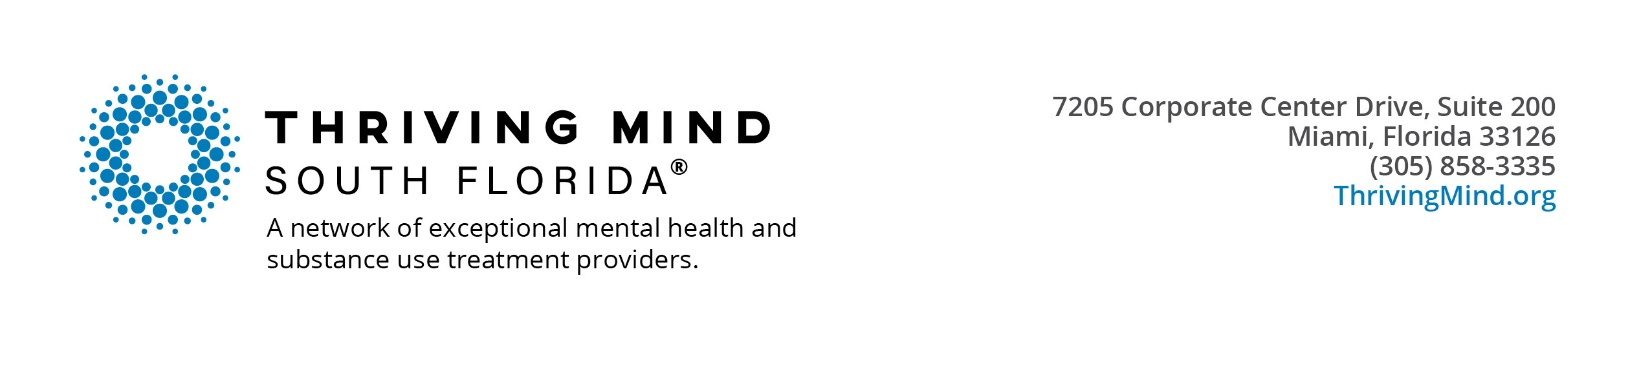 THRIVING MIND
SOUTH FLORIDA®
A network of exceptional mental health and
substance use treatment providers.
7205 Corporate Center Drive, Suite 200
Miami, Florida 33126
(305) 858-3335
ThrivingMind.org